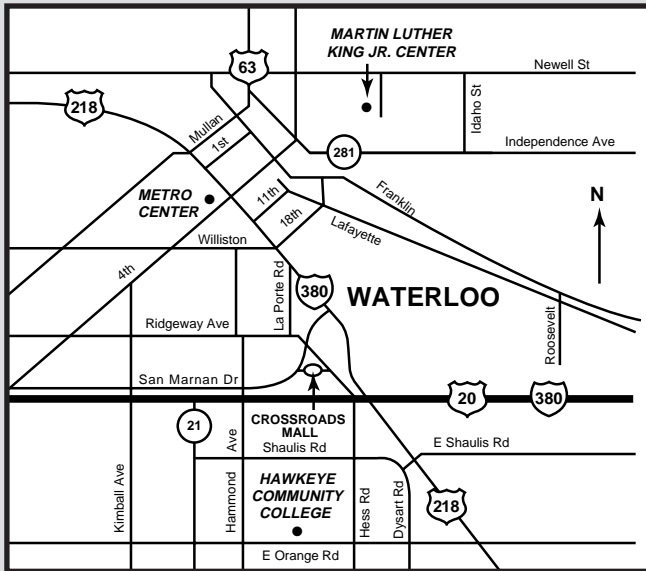 MARTIN LUTHER
KING JR. CENTER
63
Newell St
218
Mullan
1st
Idaho St
281
Independence Ave
METRO
CENTER
11th
18th
Franklin
Lafayette
N
Williston
4th
La Porte Rd
380
WATERLOO
Ridgeway Ave
Roosevelt
San Marnan Dr
20
380
21
CROSSROADS
MALL
Kimball Ave
Hammond Ave
Shaulis Rd
E Shaulis Rd
HAWKEYE
COMMUNITY
COLLEGE
Hess Rd
Dysart Rd
218
E Orange Rd